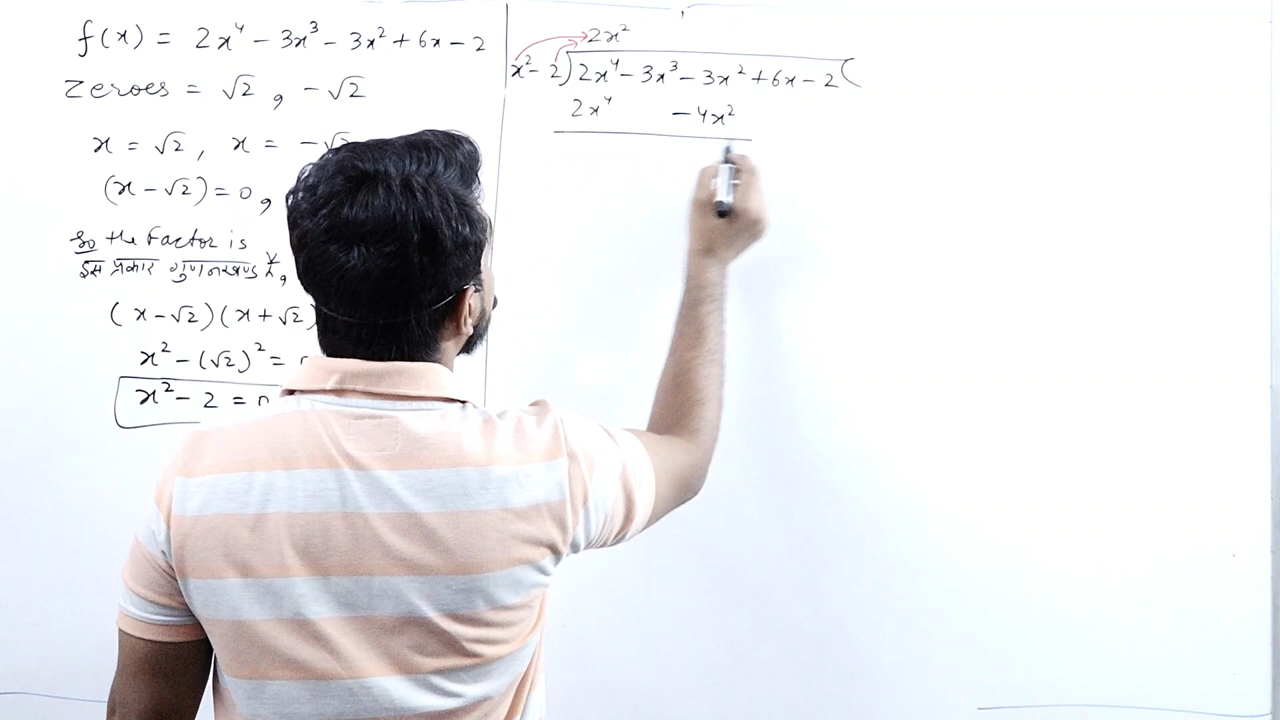 f(x) = 2x⁴ - 3x³ - 3x² + 6x - 2
Zeroes = √2 , -√2
x = √2 , x = -√
(x - √2) = 0 ,
So the Factor is
इस प्रकार गुणनखण्ड
(x - √2) (x + √2)
x² - (√2)² =
x² - 2 =
2x²
x² - 2) 2x⁴ - 3x³ - 3x² + 6x - 2 (
2x⁴ - 4x²